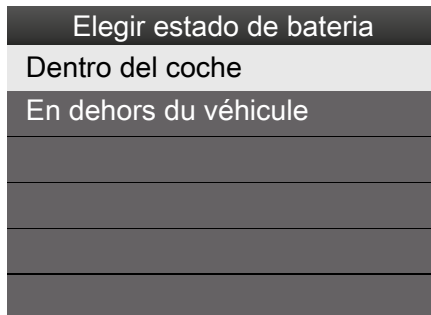 Elegir estado de bateria
Dentro del coche
En dehors du véhicule